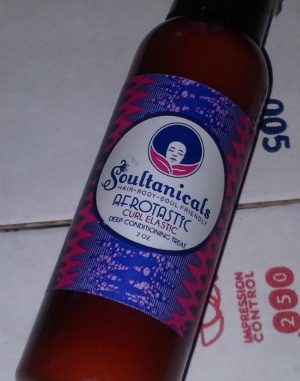 Soultanicals
HAIR-BODY-SOUL FRIENDLY
AFROTASTIC
CURL ELASTIC
DEEP CONDITIONING TREAT
2 OZ.
500
IMPRESSION
CONTROL
250